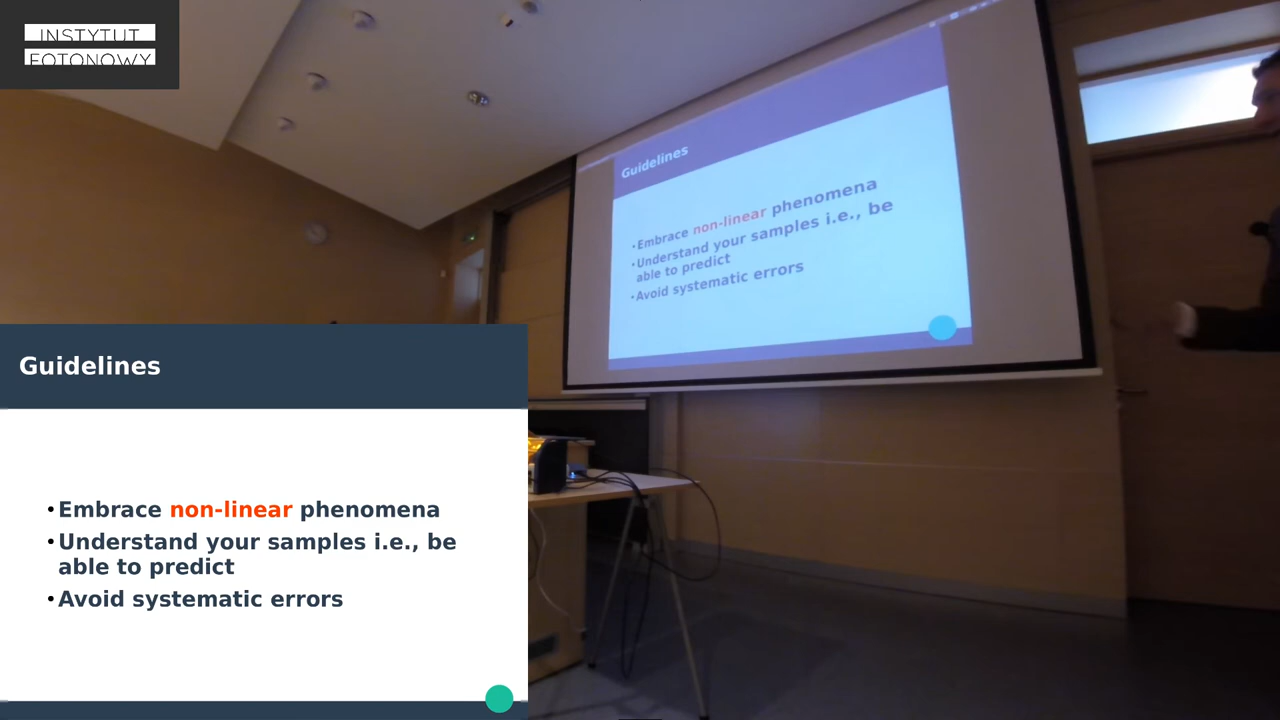 INSTYTUT
FOTONOWY
Guidelines
•Embrace non-linear phenomena
•Understand your samples i.e., be
able to predict
•Avoid systematic errors
Guidelines
•Embrace non-linear phenomena
•Understand your samples i.e., be
able to predict
•Avoid systematic errors